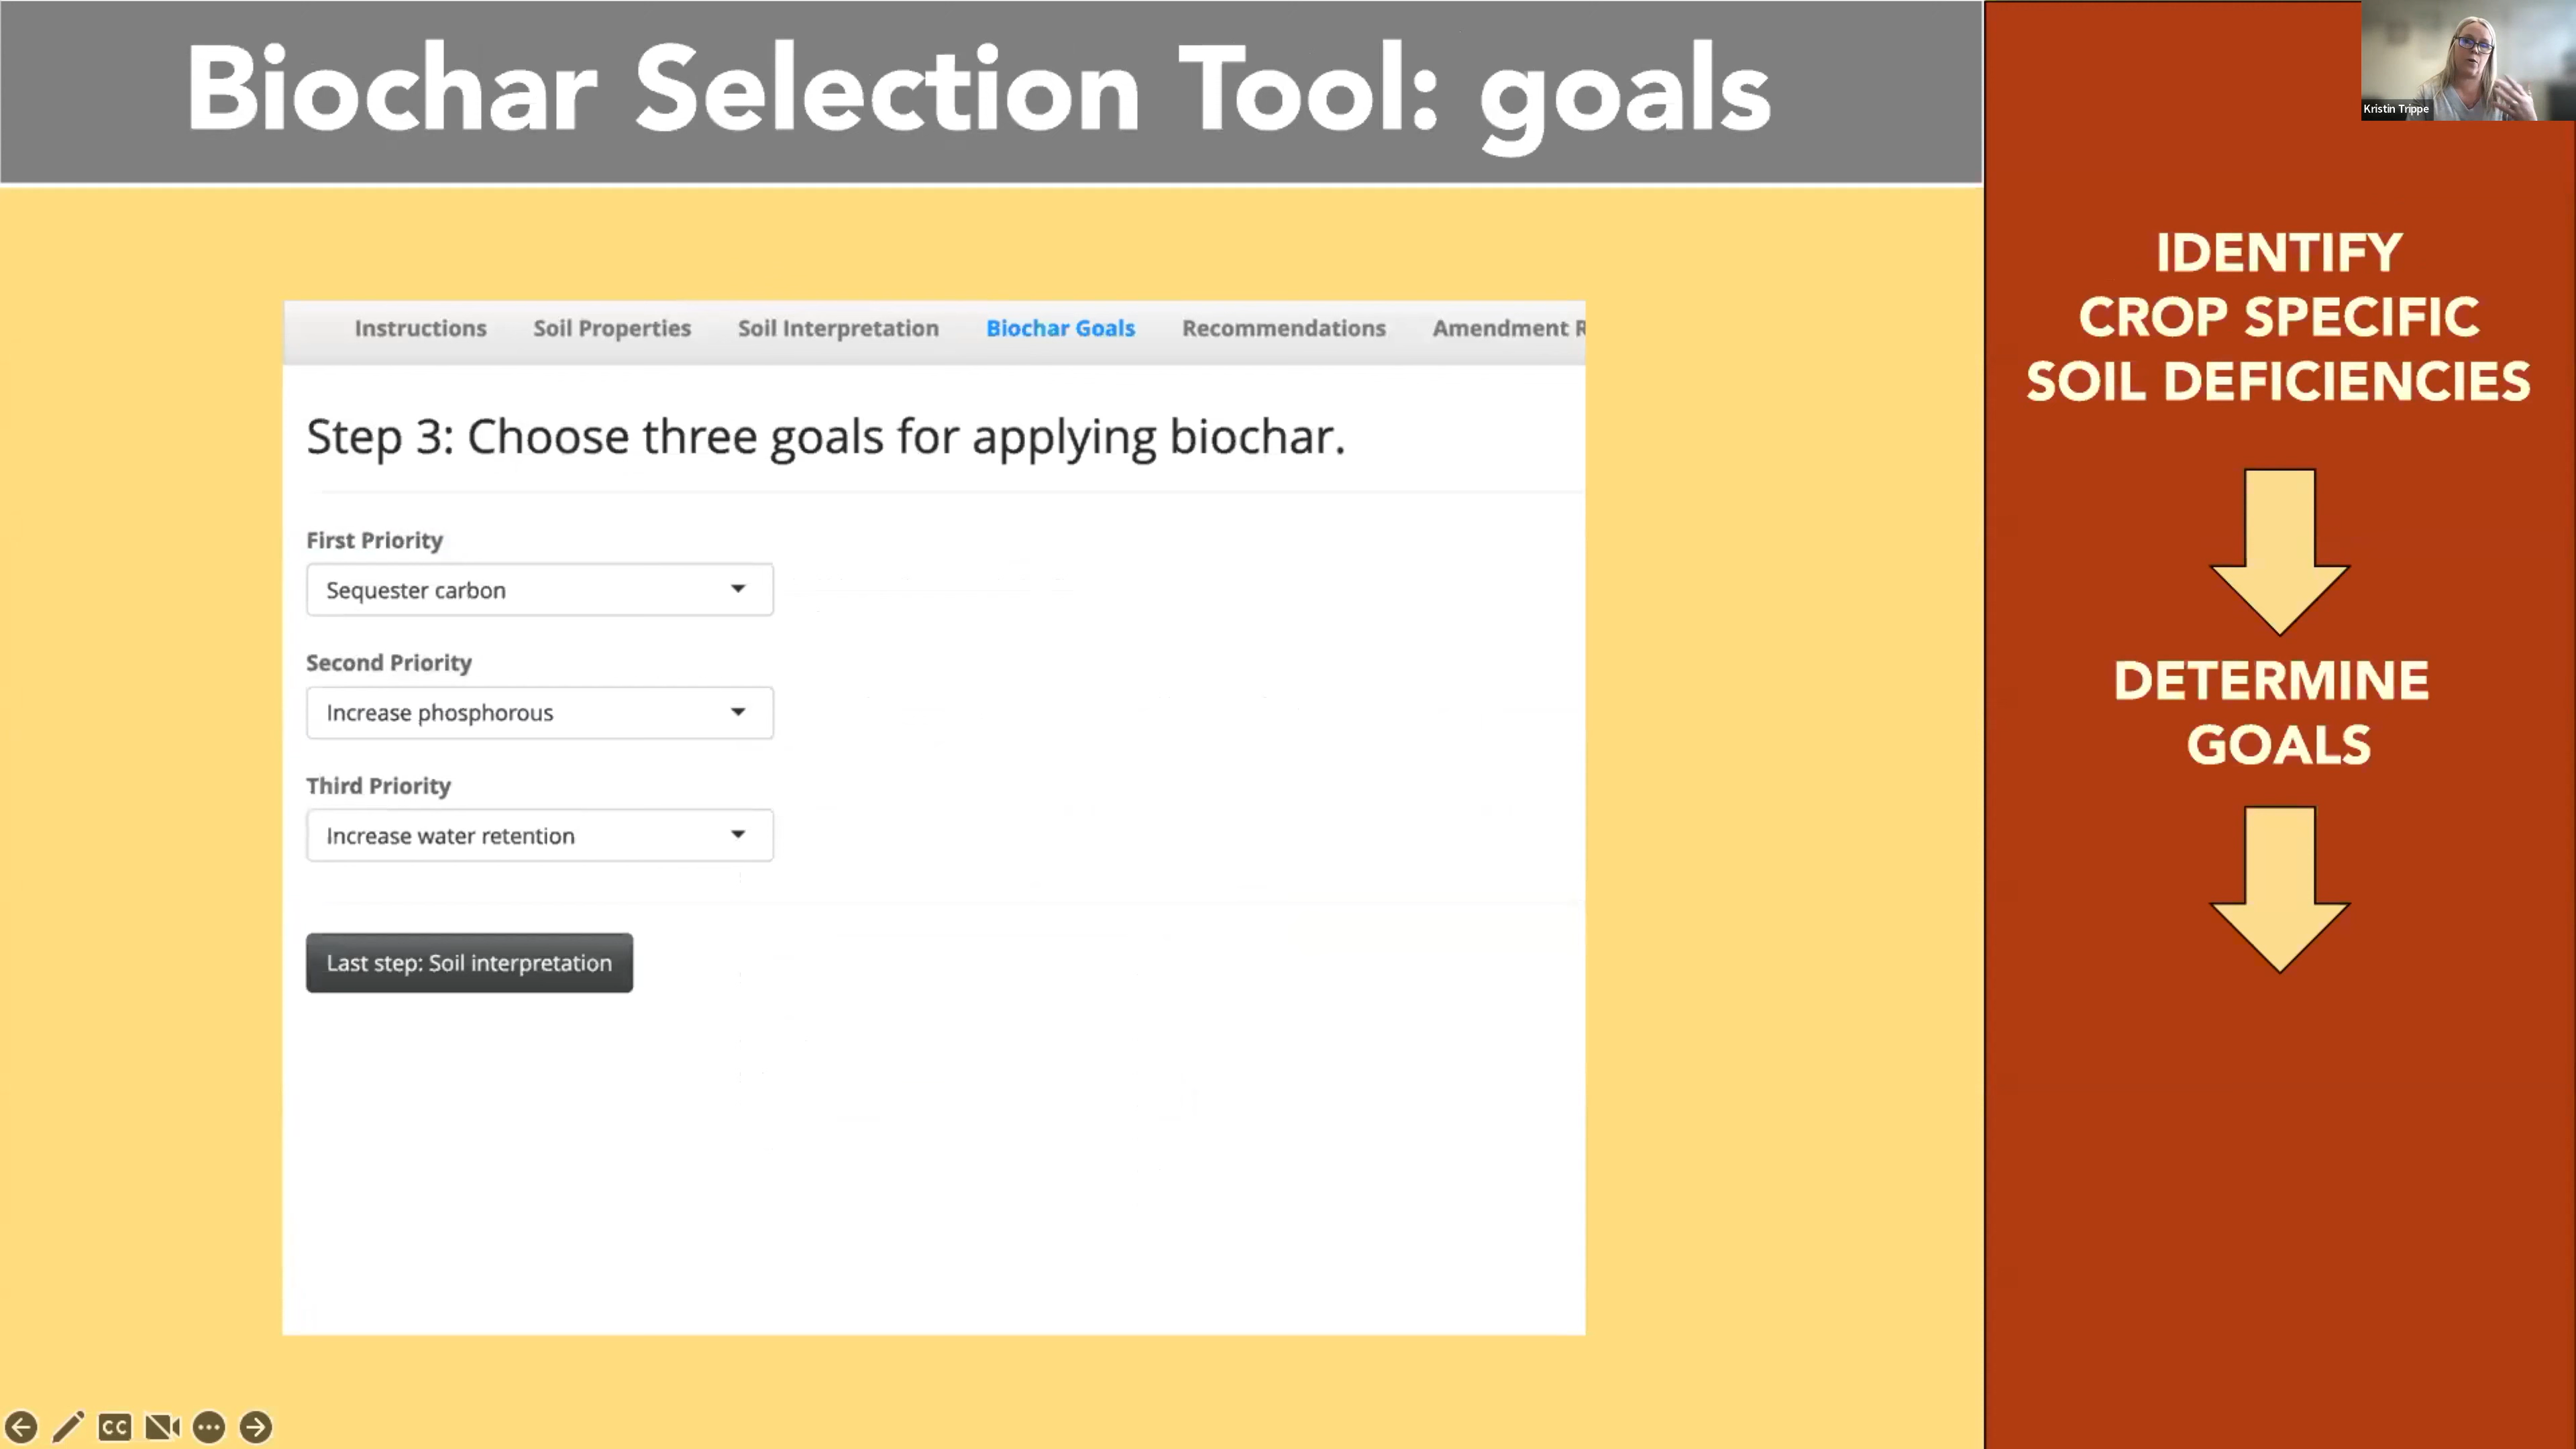 Biochar Selection Tool: goals
Kristin Trippe
IDENTIFY
CROP SPECIFIC
SOIL DEFICIENCIES
DETERMINE
GOALS
Instructions Soil Properties Soil Interpretation Biochar Goals Recommendations Amendment R
Step 3: Choose three goals for applying biochar.
First Priority
Sequester carbon
Second Priority
Increase phosphorous
Third Priority
Increase water retention
Last step: Soil interpretation
CC